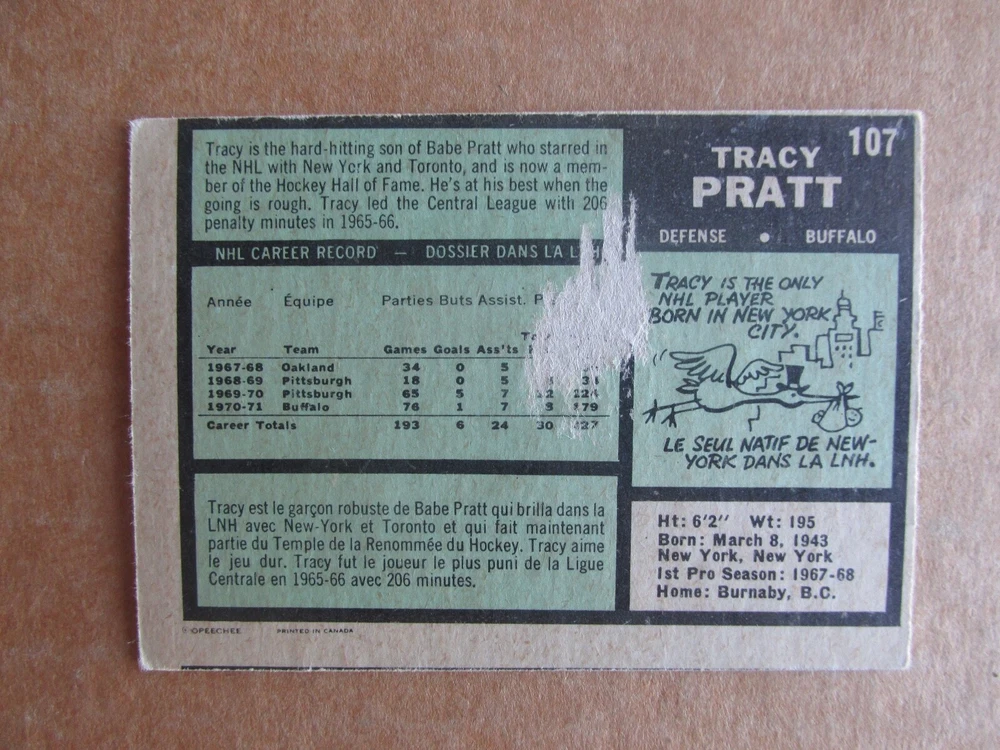 Tracy is the hard-hitting son of Babe Pratt who starred in
the NHL with New York and Toronto, and is now a mem-
ber of the Hockey Hall of Fame. He's at his best when the
going is rough. Tracy led the Central League with 206
penalty minutes in 1965-66.
NHL CAREER RECORD — DOSSIER DANS LA
Année Équipe Parties Buts Assist.
Year Team Games Goals Ass'ts
1967-68 Oakland 34 0 5
1968-69 Pittsburgh 18 0 5
1969-70 Pittsburgh 65 5 7
1970-71 Buffalo 76 1 7 179
Career Totals 193 6 24 30
Tracy est le garçon robuste de Babe Pratt qui brilla dans la
LNH avec New-York et Toronto et qui fait maintenant
partie du Temple de la Renommée du Hockey. Tracy aime
le jeu dur. Tracy fut le joueur le plus puni de la Ligue
Centrale en 1965-66 avec 206 minutes.
107
TRACY
PRATT
DEFENSE • BUFFALO
TRACY IS THE ONLY
NHL PLAYER
BORN IN NEW YORK
CITY.
LE SEUL NATIF DE NEW-
YORK DANS LA LNH.
Ht: 6'2" Wt: 195
Born: March 8, 1943
New York, New York
1st Pro Season: 1967-68
Home: Burnaby, B.C.
OPEECHEE PRINTED IN CANADA